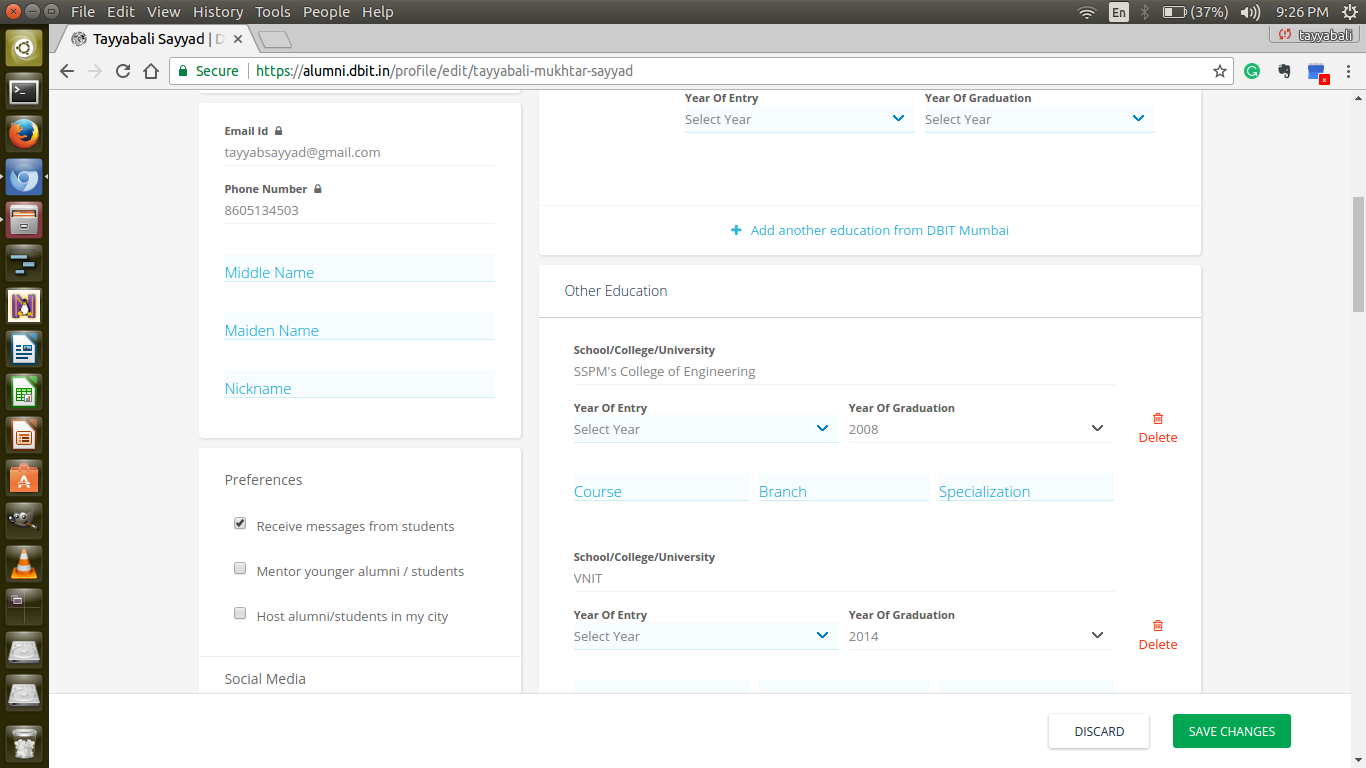 File Edit View History Tools People Help
En (37%) 9:26 PM
Tayyabali Sayyad | D
tayyabali
Secure https://alumni.dbit.in/profile/edit/tayyabali-mukhtar-sayyad
Email Id
tayyabsayyad@gmail.com
Phone Number
8605134503
Middle Name
Maiden Name
Nickname
Preferences
Receive messages from students
Mentor younger alumni / students
Host alumni/students in my city
Social Media
Year Of Entry Year Of Graduation
Select Year Select Year
+ Add another education from DBIT Mumbai
Other Education
School/College/University
SSPM's College of Engineering
Year Of Entry Year Of Graduation
Select Year 2008
Delete
Course Branch Specialization
School/College/University
VNIT
Year Of Entry Year Of Graduation
Select Year 2014
Delete
DISCARD SAVE CHANGES